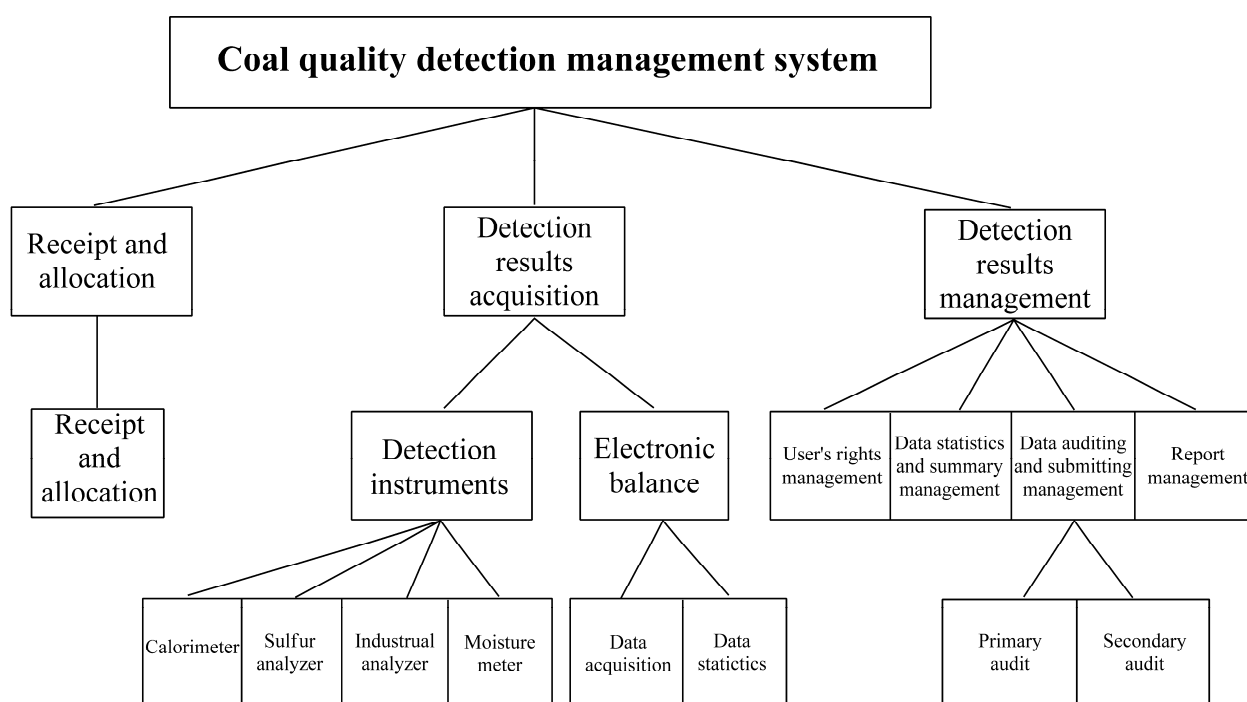 Coal quality detection management system
Receipt and
allocation
Detection
results
acquisition
Detection
results
management
Receipt
and
allocation
Detection
instruments
Electronic
balance
User's rights
management
Data statistics
and summary
management
Data auditing
and submitting
management
Report
management
Calorimeter
Sulfur
analyzer
Industrual
analyzer
Moisture
meter
Data
acquisition
Data
statictics
Primary
audit
Secondary
audit